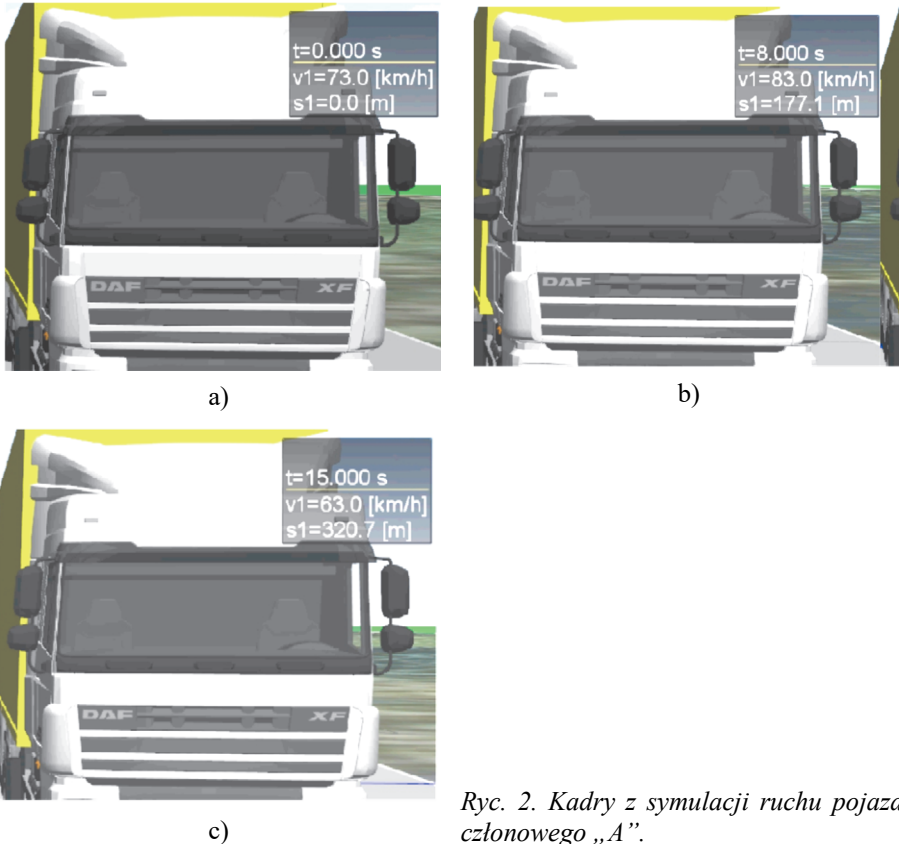 t=0.000 s
v1=73.0 [km/h]
s1=0.0 [m]
DAF XF
a)
t=8.000 s
v1=83.0 [km/h]
s1=177.1 [m]
DAF XF
b)
t=15.000 s
v1=63.0 [km/h]
s1=320.7 [m]
DAF XF
c)
Ryc. 2. Kadry z symulacji ruchu
członowego „A”.